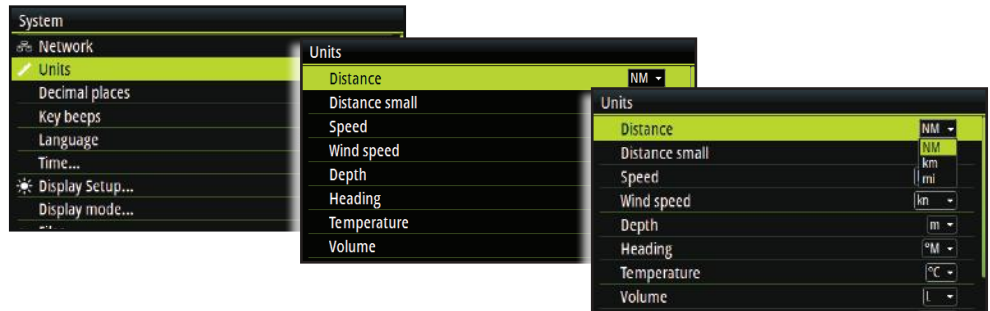 System
Network
Units
Decimal places
Key beeps
Language
Time...
Display Setup...
Display mode...
Units
Distance NM
Distance small
Speed
Wind speed
Depth
Heading
Temperature
Volume
Units
Distance NM
NM
km
mi
Distance small
Speed
Wind speed kn
Depth m
Heading °M
Temperature °C
Volume L